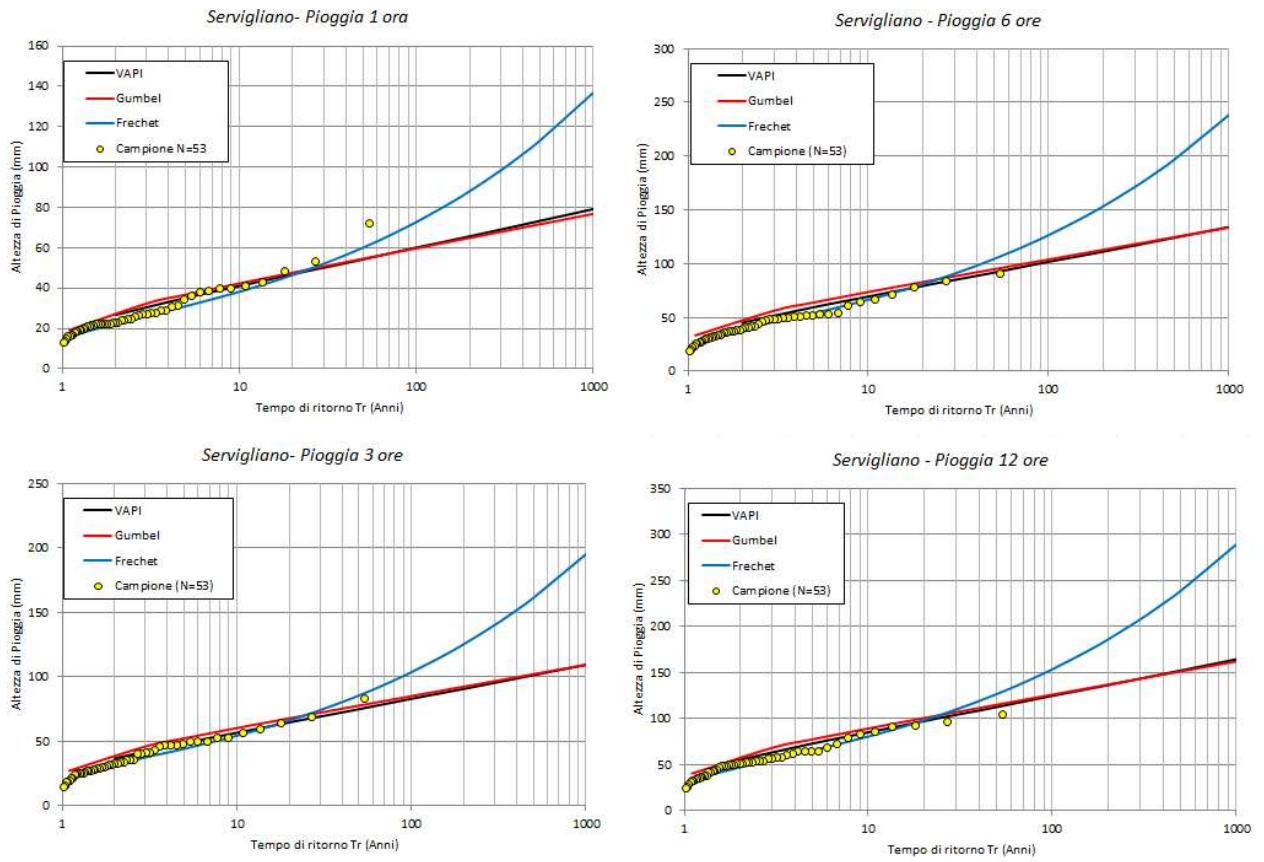 Servigliano- Pioggia 1 ora
160
140
120
100
80
60
40
20
0
Altezza di Pioggia (mm)
VAPI
Gumbel
Frechet
Campione N=53
1
10
100
1000
Tempo di ritorno Tr (Anni)
Servigliano - Pioggia 6 ore
300
250
200
150
100
50
0
Altezza di Pioggia (mm)
VAPI
Gumbel
Frechet
Campione (N=53)
1
10
100
1000
Tempo di ritorno Tr (Anni)
Servigliano- Pioggia 3 ore
250
200
150
100
50
0
Altezza di Pioggia (mm)
VAPI
Gumbel
Frechet
Campione (N=53)
1
10
100
1000
Tempo di ritorno Tr (Anni)
Servigliano - Pioggia 12 ore
350
300
250
200
150
100
50
0
Altezza di Pioggia (mm)
VAPI
Gumbel
Frechet
Campione (N=53)
1
10
100
1000
Tempo di ritorno Tr (Anni)